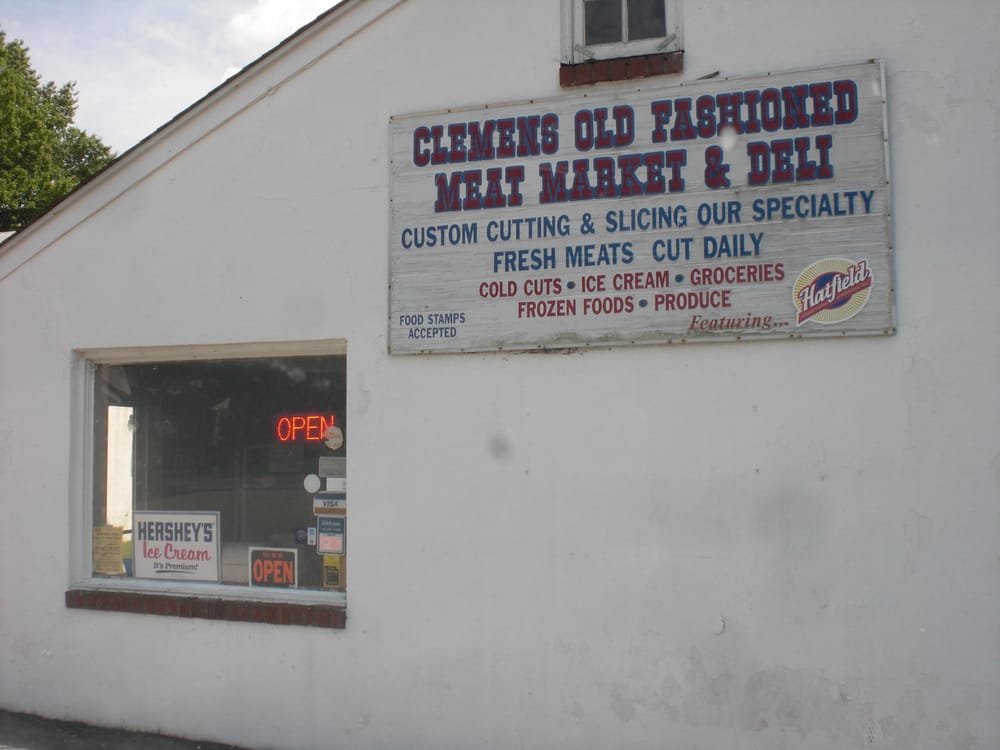 CLEMENS OLD FASHIONED
MEAT MARKET & DELI
CUSTOM CUTTING & SLICING OUR SPECIALTY
FRESH MEATS CUT DAILY
COLD CUTS • ICE CREAM • GROCERIES
FROZEN FOODS • PRODUCE
FOOD STAMPS
ACCEPTED
Featuring...
Hatfield
OPEN
VISA
HERSHEY'S
Ice Cream
It's Premium!
OPEN